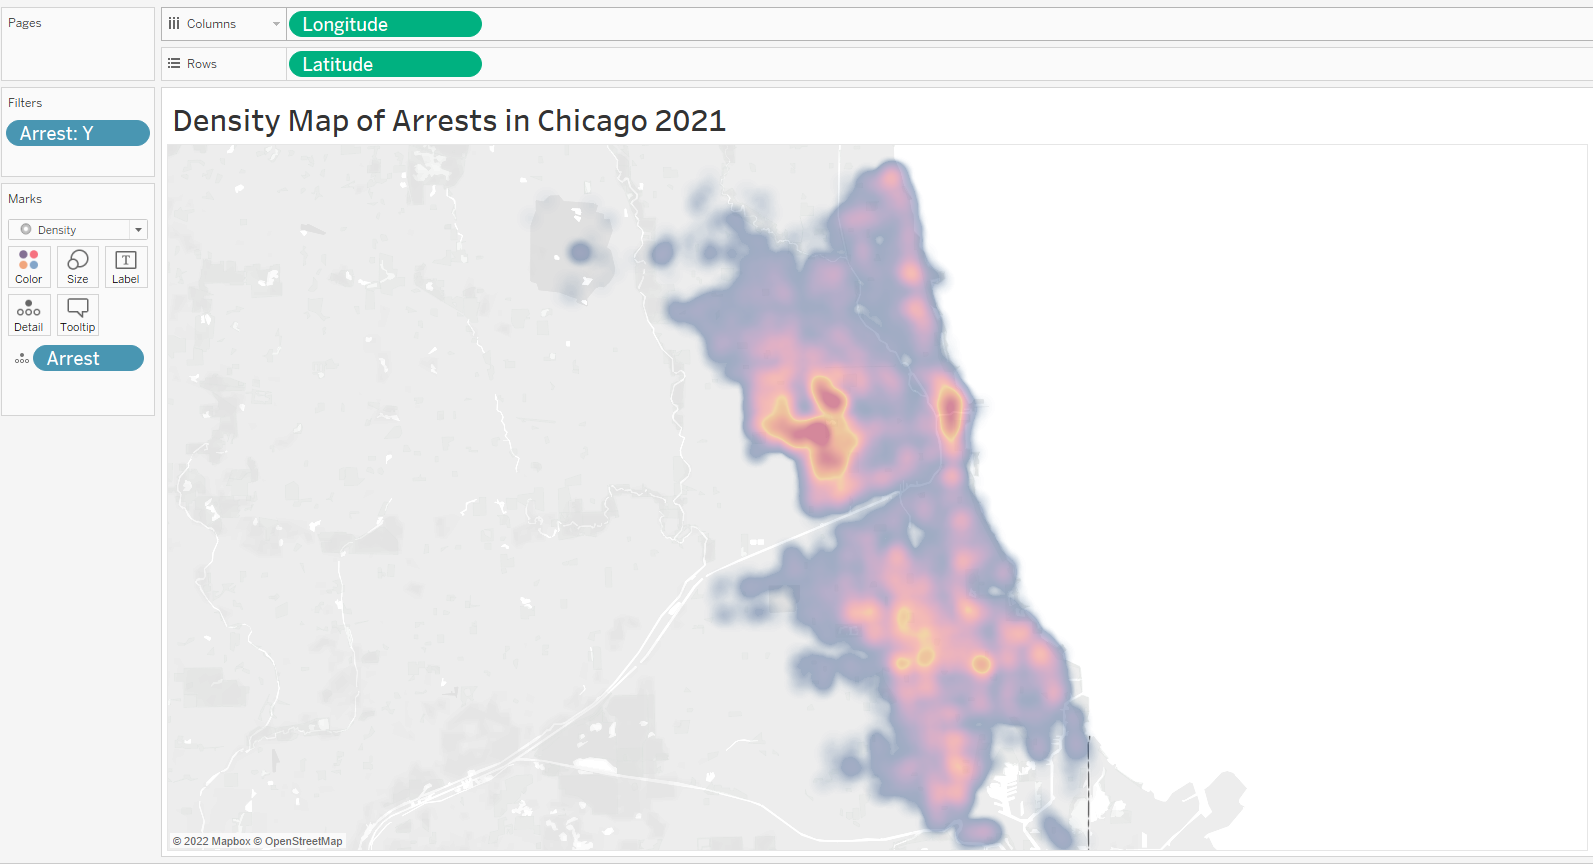 Pages
Columns
Longitude
Rows
Latitude
Filters
Arrest: Y
Marks
Density
Color
Size
T
Label
Detail
Tooltip
Arrest
Density Map of Arrests in Chicago 2021
© 2022 Mapbox © OpenStreetMap